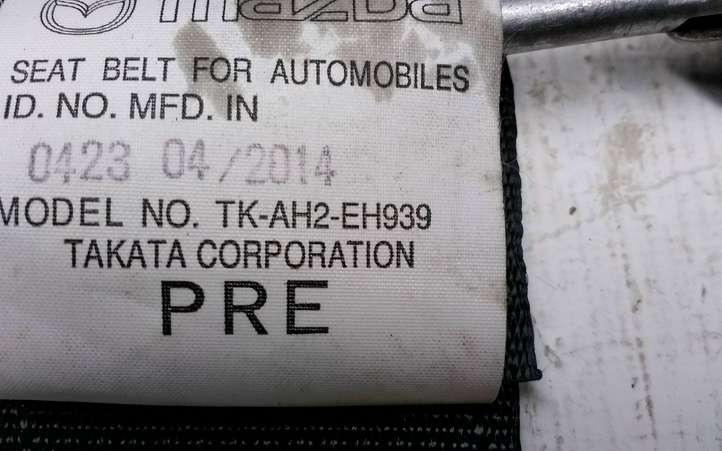 mazda
SEAT BELT FOR AUTOMOBILES
ID. NO. MFD. IN
0423 04/2014
MODEL NO. TK-AH2-EH939
TAKATA CORPORATION
PRE